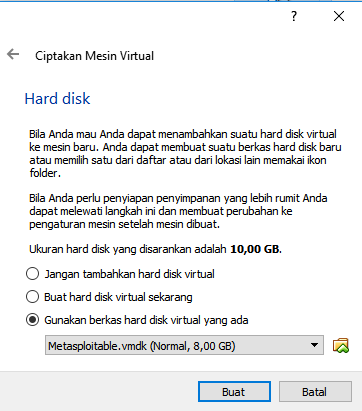 ?
Ciptakan Mesin Virtual
Hard disk
Bila Anda mau Anda dapat menambahkan suatu hard disk virtual
ke mesin baru. Anda dapat membuat suatu berkas hard disk baru
atau memilih satu dari daftar atau dari lokasi lain memakai ikon
folder.
Bila Anda perlu penyiapan penyimpanan yang lebih rumit Anda
dapat melewati langkah ini dan membuat perubahan ke
pengaturan mesin setelah mesin dibuat.
Ukuran hard disk yang disarankan adalah 10,00 GB.
Jangan tambahkan hard disk virtual
Buat hard disk virtual sekarang
Gunakan berkas hard disk virtual yang ada
Metasploitable.vmdk (Normal, 8,00 GB)
Buat Batal